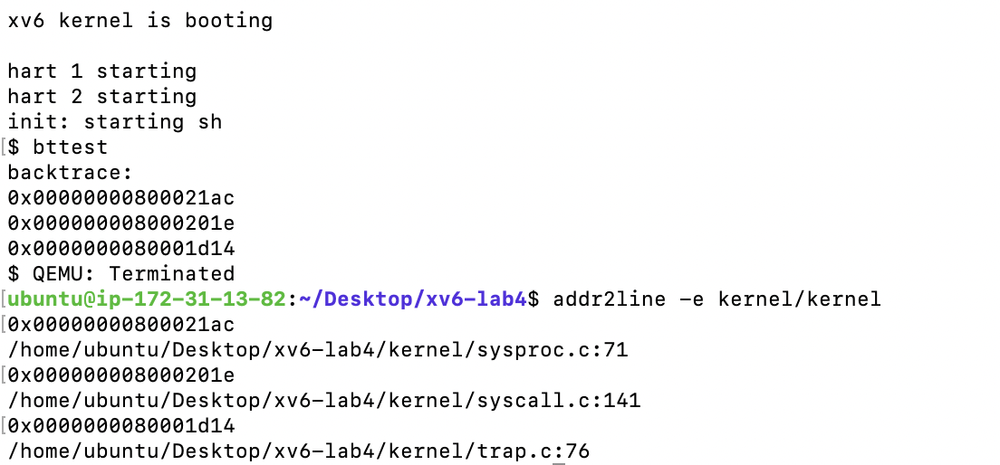 xv6 kernel is booting
hart 1 starting
hart 2 starting
init: starting sh
[$ bttest
backtrace:
0x00000000800021ac
0x000000008000201e
0x0000000080001d14
$ QEMU: Terminated
[ubuntu@ip-172-31-13-82:~/Desktop/xv6-lab4$ addr2line -e kernel/kernel
[0x00000000800021ac
/home/ubuntu/Desktop/xv6-lab4/kernel/sysproc.c:71
[0x000000008000201e
/home/ubuntu/Desktop/xv6-lab4/kernel/syscall.c:141
[0x0000000080001d14
/home/ubuntu/Desktop/xv6-lab4/kernel/trap.c:76